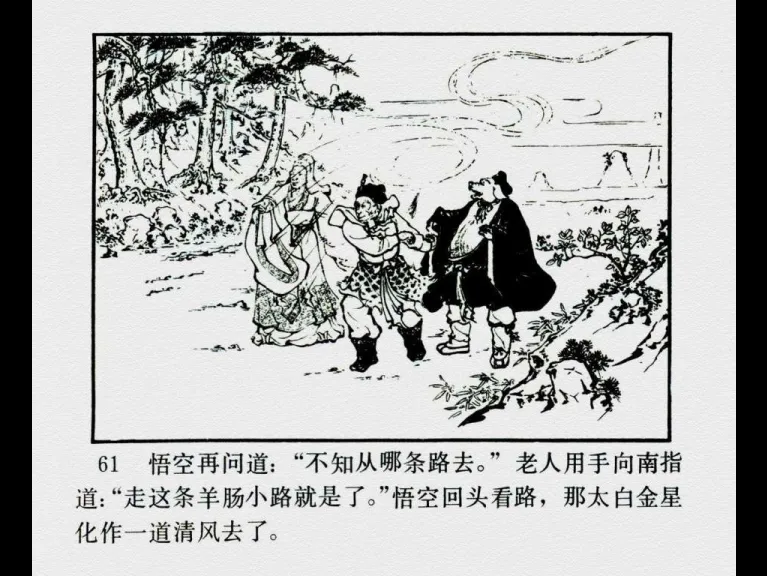 61 悟空再问道：“不知从哪条路去。”老人用手向南指
道：“走这条羊肠小路就是了。”悟空回头看路，那太白金星
化作一道清风去了。